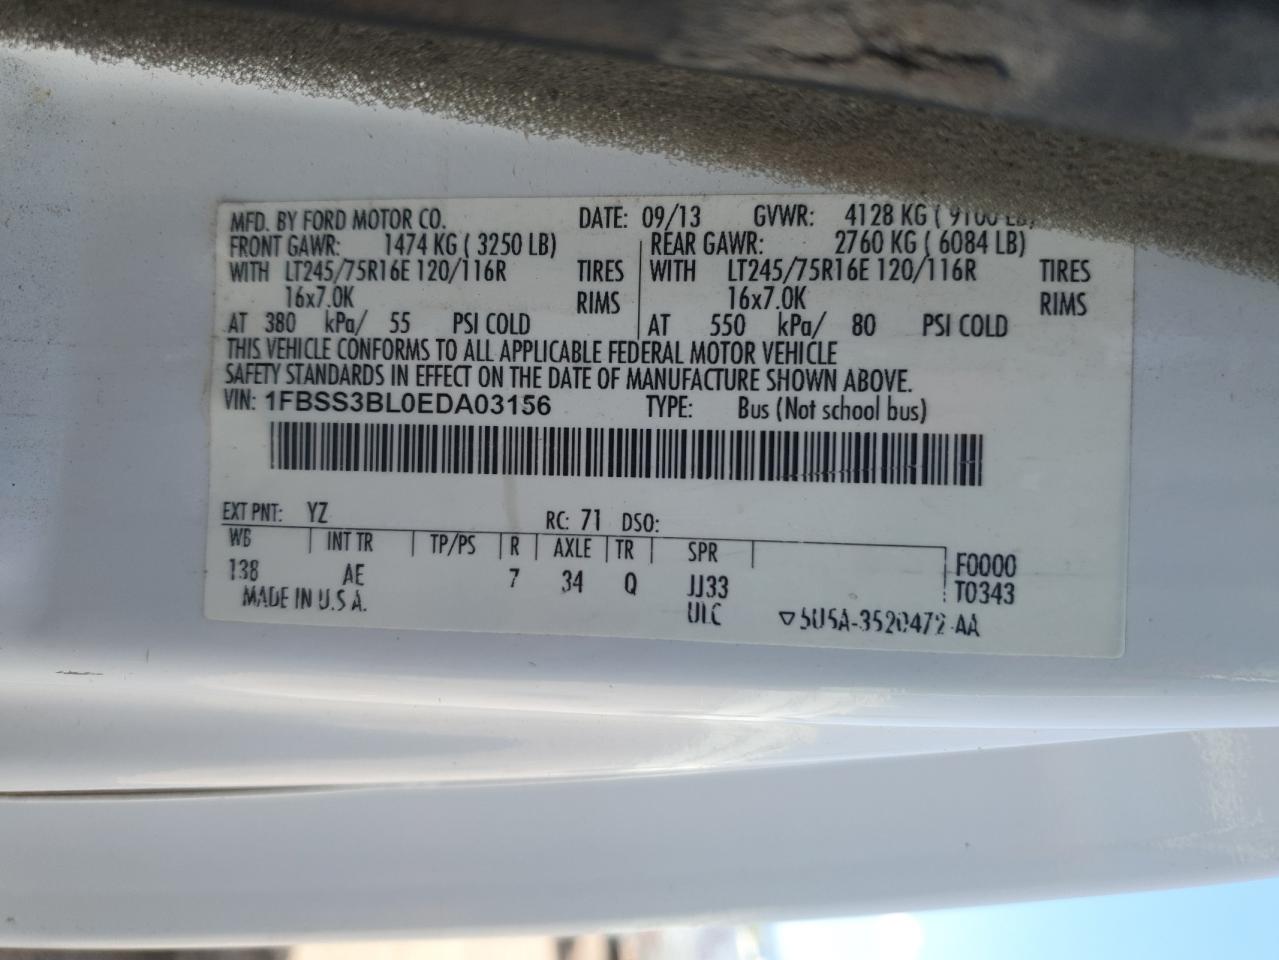 MFD. BY FORD MOTOR CO. DATE: 09/13 GVWR: 4128 KG ( 9100 LB)
FRONT GAWR: 1474 KG ( 3250 LB) REAR GAWR: 2760 KG ( 6084 LB)
WITH LT245/75R16E 120/116R TIRES WITH LT245/75R16E 120/116R TIRES
16x7.0K RIMS 16x7.0K RIMS
AT 380 kPa/ 55 PSI COLD AT 550 kPa/ 80 PSI COLD
THIS VEHICLE CONFORMS TO ALL APPLICABLE FEDERAL MOTOR VEHICLE
SAFETY STANDARDS IN EFFECT ON THE DATE OF MANUFACTURE SHOWN ABOVE.
VIN: 1FBSS3BL0EDA03156 TYPE: Bus (Not school bus)
EXT PNT: YZ RC: 71 DSO:
WB INT TR TP/PS R AXLE TR SPR F0000
138 AE 7 34 Q JJ33 T0343
MADE IN U.S.A. ULC ▽5U5A-3520472-AA